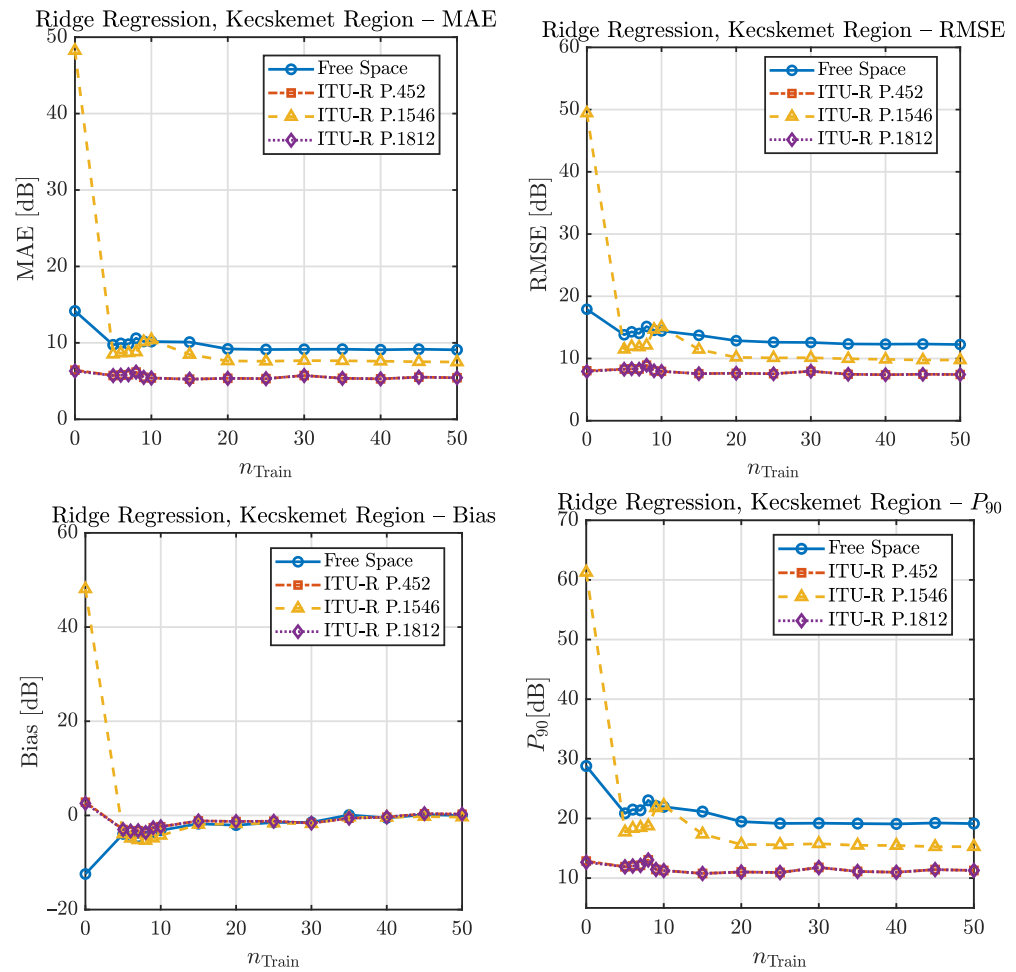 Ridge Regression, Kecskemet Region – MAE
60
50
40
30
20
10
0
MAE [dB]
Free Space
ITU-R P.452
ITU-R P.1546
ITU-R P.1812
0 10 20 30 40 50
n_Train
Ridge Regression, Kecskemet Region – RMSE
60
50
40
30
20
10
0
RMSE [dB]
Free Space
ITU-R P.452
ITU-R P.1546
ITU-R P.1812
0 10 20 30 40 50
n_Train
Ridge Regression, Kecskemet Region – Bias
60
40
20
0
−20
Bias [dB]
Free Space
ITU-R P.452
ITU-R P.1546
ITU-R P.1812
0 10 20 30 40 50
n_Train
Ridge Regression, Kecskemet Region – P_90
70
60
50
40
30
20
10
P_90[dB]
Free Space
ITU-R P.452
ITU-R P.1546
ITU-R P.1812
0 10 20 30 40 50
n_Train